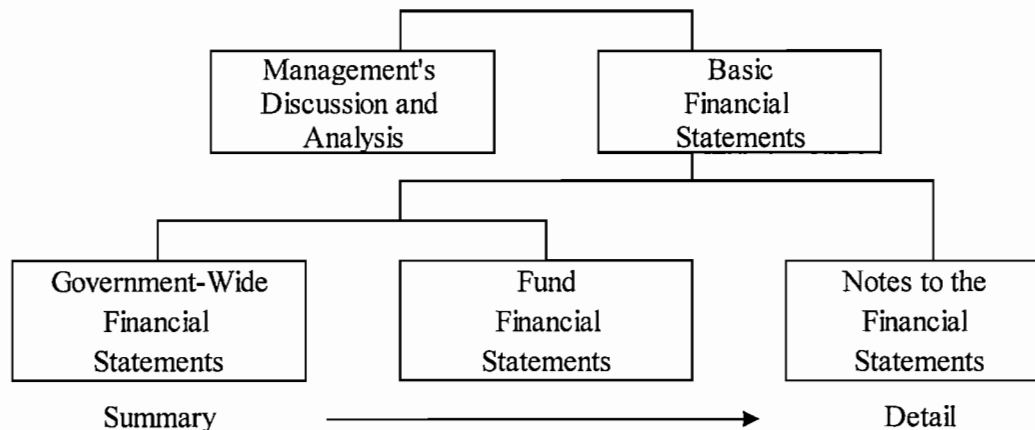 Management's
Discussion and
Analysis
Basic
Financial
Statements
Government-Wide
Financial
Statements
Fund
Financial
Statements
Notes to the
Financial
Statements
Summary
Detail